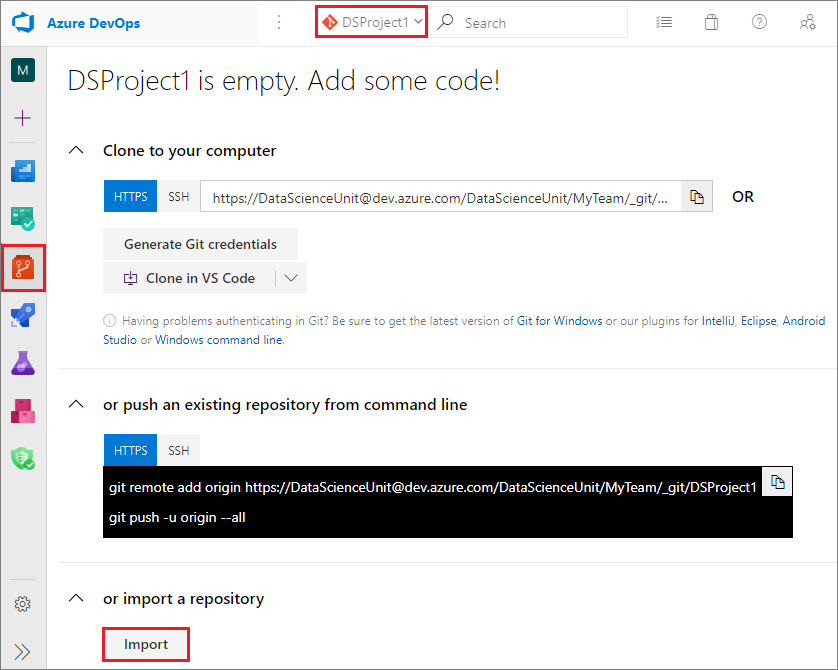 Azure DevOps
DSProject1
Search
M
DSProject1 is empty. Add some code!
Clone to your computer
HTTPS
SSH
https://DataScienceUnit@dev.azure.com/DataScienceUnit/MyTeam/_git/...
OR
Generate Git credentials
Clone in VS Code
Having problems authenticating in Git? Be sure to get the latest version of Git for Windows or our plugins for IntelliJ, Eclipse, Android
Studio or Windows command line.
or push an existing repository from command line
HTTPS
SSH
git remote add origin https://DataScienceUnit@dev.azure.com/DataScienceUnit/MyTeam/_git/DSProject1
git push -u origin --all
or import a repository
Import